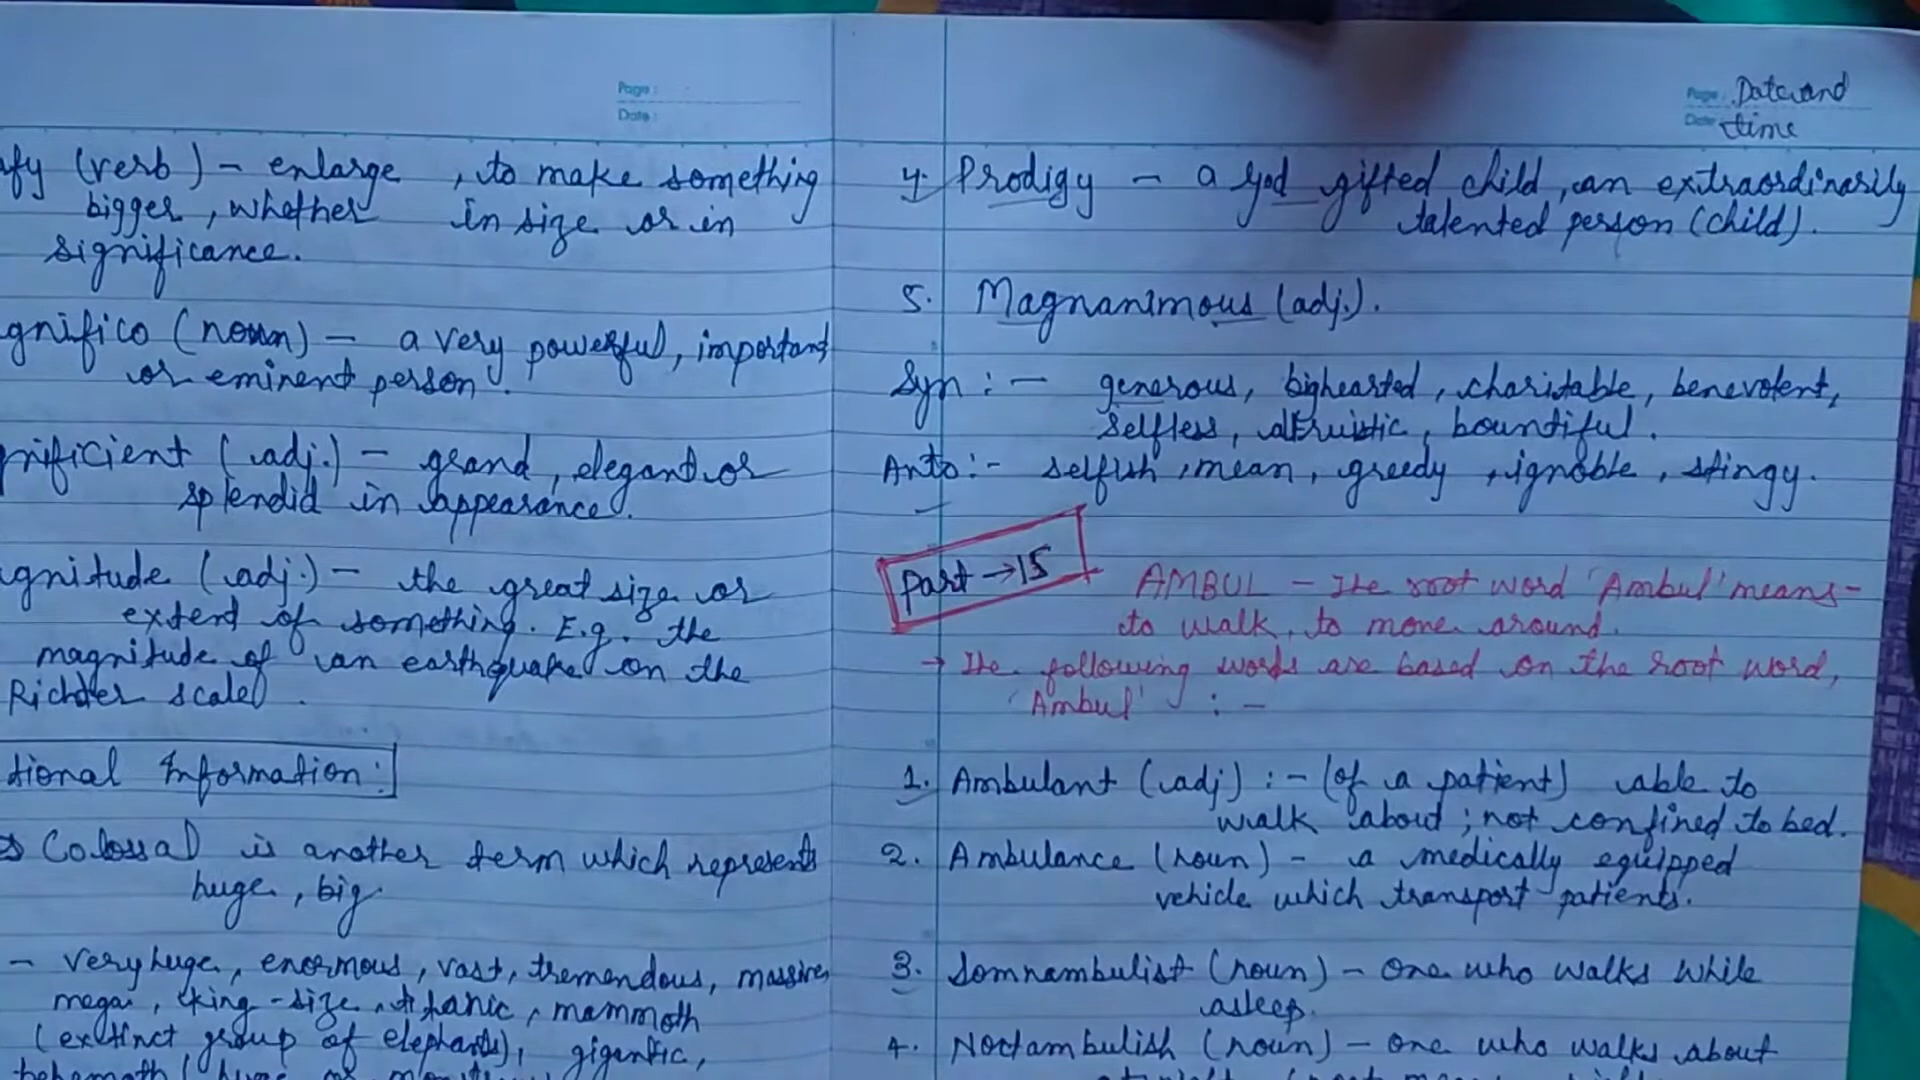 Page:
Date:
fy (verb) - enlarge, to make something
bigger, whether in size or in
significance.
gnifico (noun) - a very powerful, important
or eminent person.
nificient (adj.) - grand, elegant or
splendid in appearance.
gnitude (adj.) - the great size or
extent of something. E.g. the
magnitude of an earthquake on the
Richter scale.
tional Information:
Colossal is another term which represents
huge, big
- very huge, enormous, vast, tremendous, massive,
mega, king-size, titanic, mammoth
(extinct group of elephants), gigantic,
Page: Date and
Date: time
4. Prodigy - a god gifted child, an extraordinarily
talented person (child).
5. Magnanimous (adj.).
Syn:- generous, bighearted, charitable, benevolent,
selfless, altruistic, bountiful.
Anto:- selfish, mean, greedy, ignoble, stingy.
Part → 15
AMBUL - The root word 'Ambul' means-
to walk, to move around.
→ The following words are based on the root word,
'Ambul' :-
1. Ambulant (adj) :- (of a patient) able to
walk about; not confined to bed.
2. Ambulance (noun) - a medically equipped
vehicle which transport patients.
3. Somnambulist (noun) - One who walks while
asleep.
4. Noctambulish (noun) - one who walks about